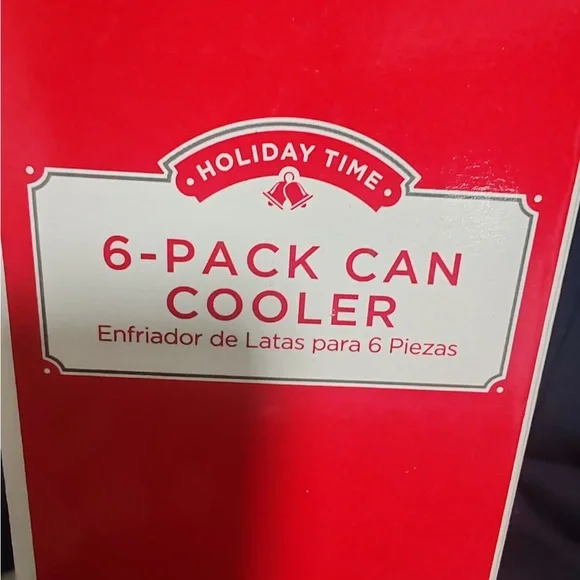 • HOLIDAY TIME •
6-PACK CAN
COOLER
Enfriador de Latas para 6 Piezas